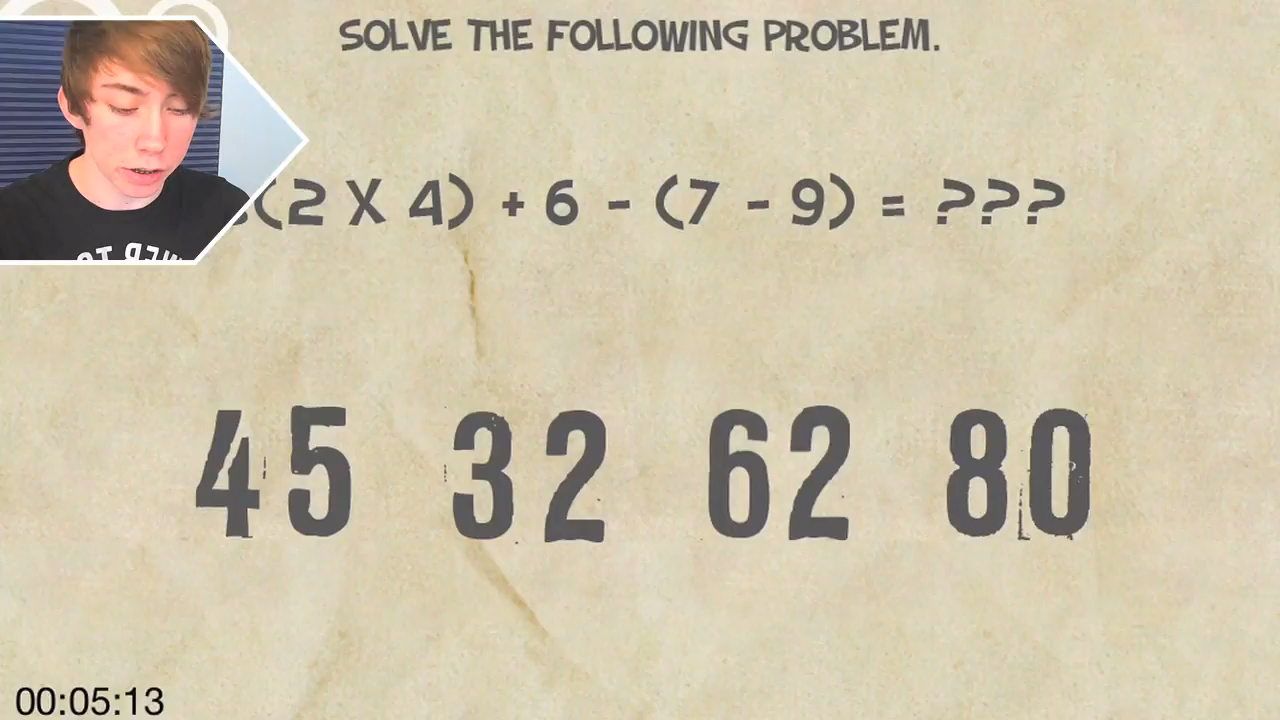 SOLVE THE FOLLOWING PROBLEM.
(2 X 4) + 6 - (7 - 9) = ???
45 32 62 80
00:05:13